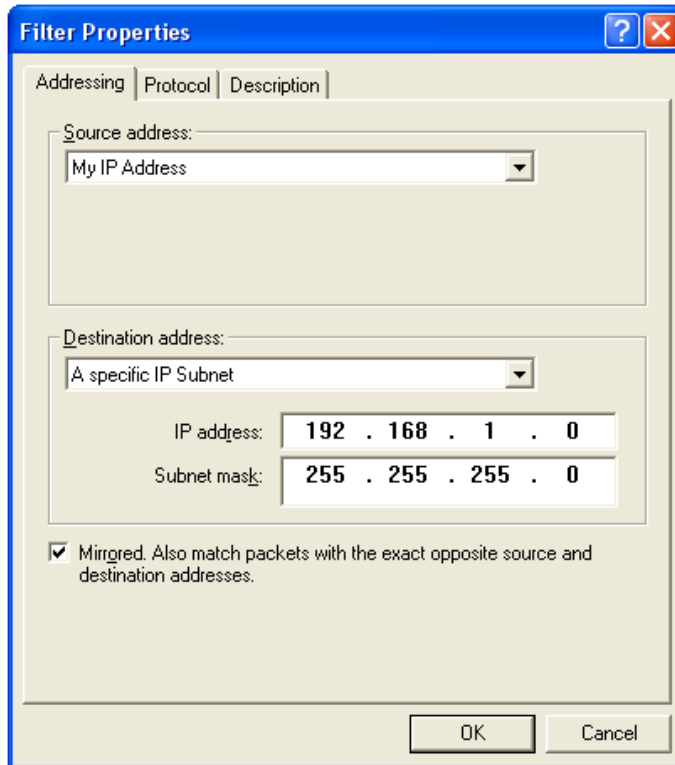 Filter Properties
Addressing Protocol Description
Source address:
My IP Address
Destination address:
A specific IP Subnet
IP address: 192 . 168 . 1 . 0
Subnet mask: 255 . 255 . 255 . 0
Mirrored. Also match packets with the exact opposite source and
destination addresses.
OK Cancel